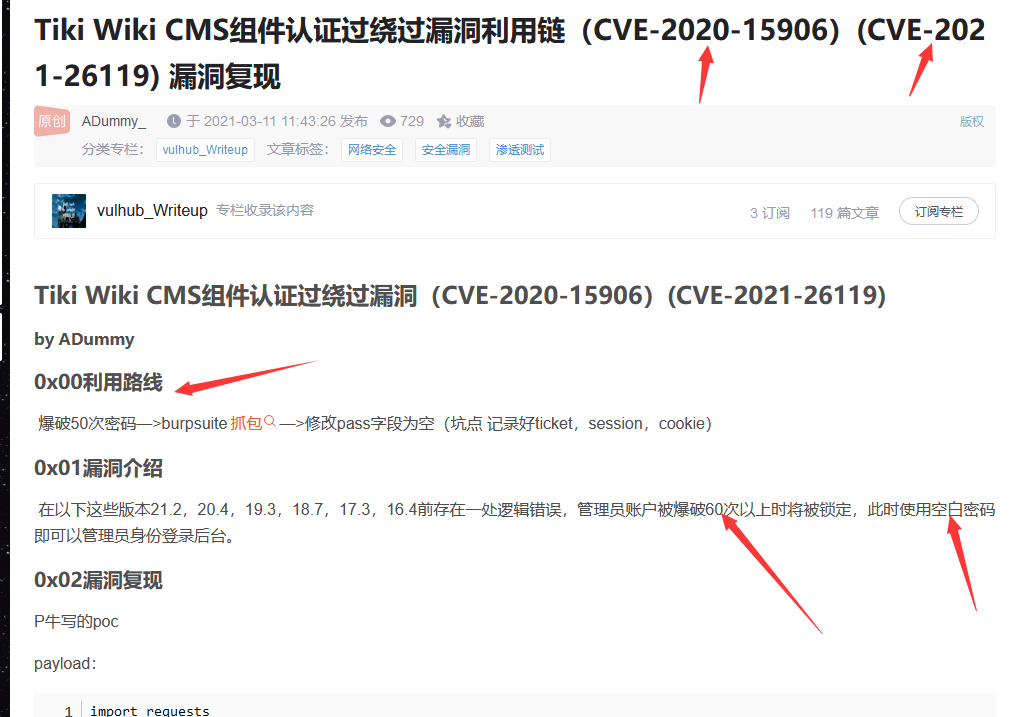 Tiki Wiki CMS组件认证过绕过漏洞利用链（CVE-2020-15906）(CVE-202
1-26119) 漏洞复现
原创 ADummy_ 于 2021-03-11 11:43:26 发布 729 收藏 版权
分类专栏： vulhub_Writeup 文章标签： 网络安全 安全漏洞 渗透测试
vulhub_Writeup 专栏收录该内容 3 订阅 119 篇文章 订阅专栏
Tiki Wiki CMS组件认证过绕过漏洞（CVE-2020-15906）(CVE-2021-26119)
by ADummy
0x00利用路线
爆破50次密码—>burpsuite 抓包 —>修改pass字段为空（坑点 记录好ticket，session，cookie）
0x01漏洞介绍
在以下这些版本21.2，20.4，19.3，18.7，17.3，16.4前存在一处逻辑错误，管理员账户被爆破60次以上时将被锁定，此时使用空白密码
即可以管理员身份登录后台。
0x02漏洞复现
P牛写的poc
payload：
1 import requests